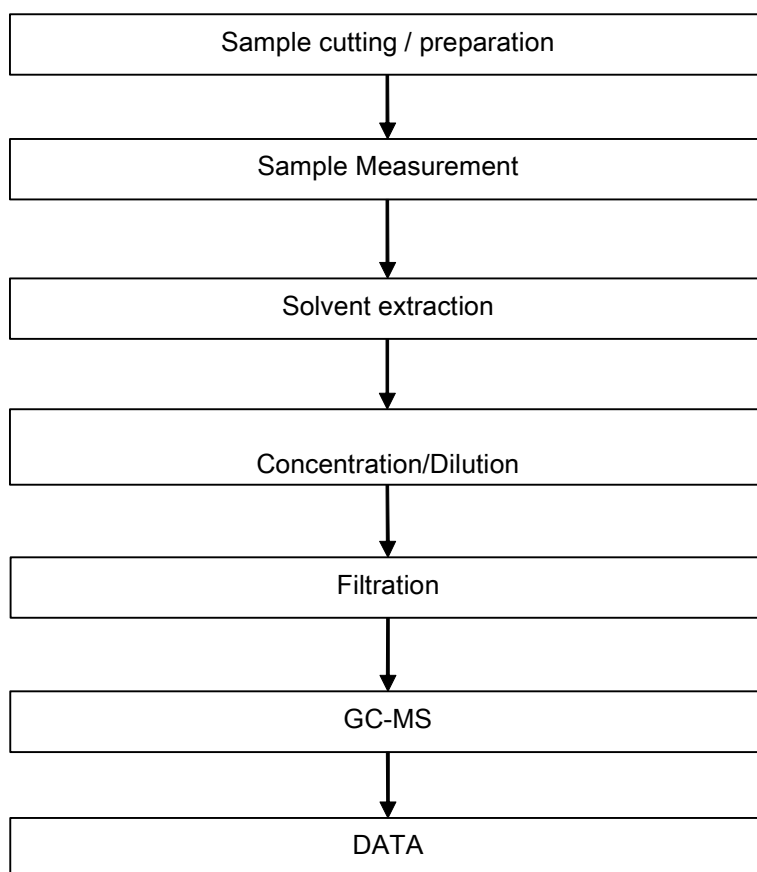 Sample cutting / preparation
Sample Measurement
Solvent extraction
Concentration/Dilution
Filtration
GC-MS
DATA